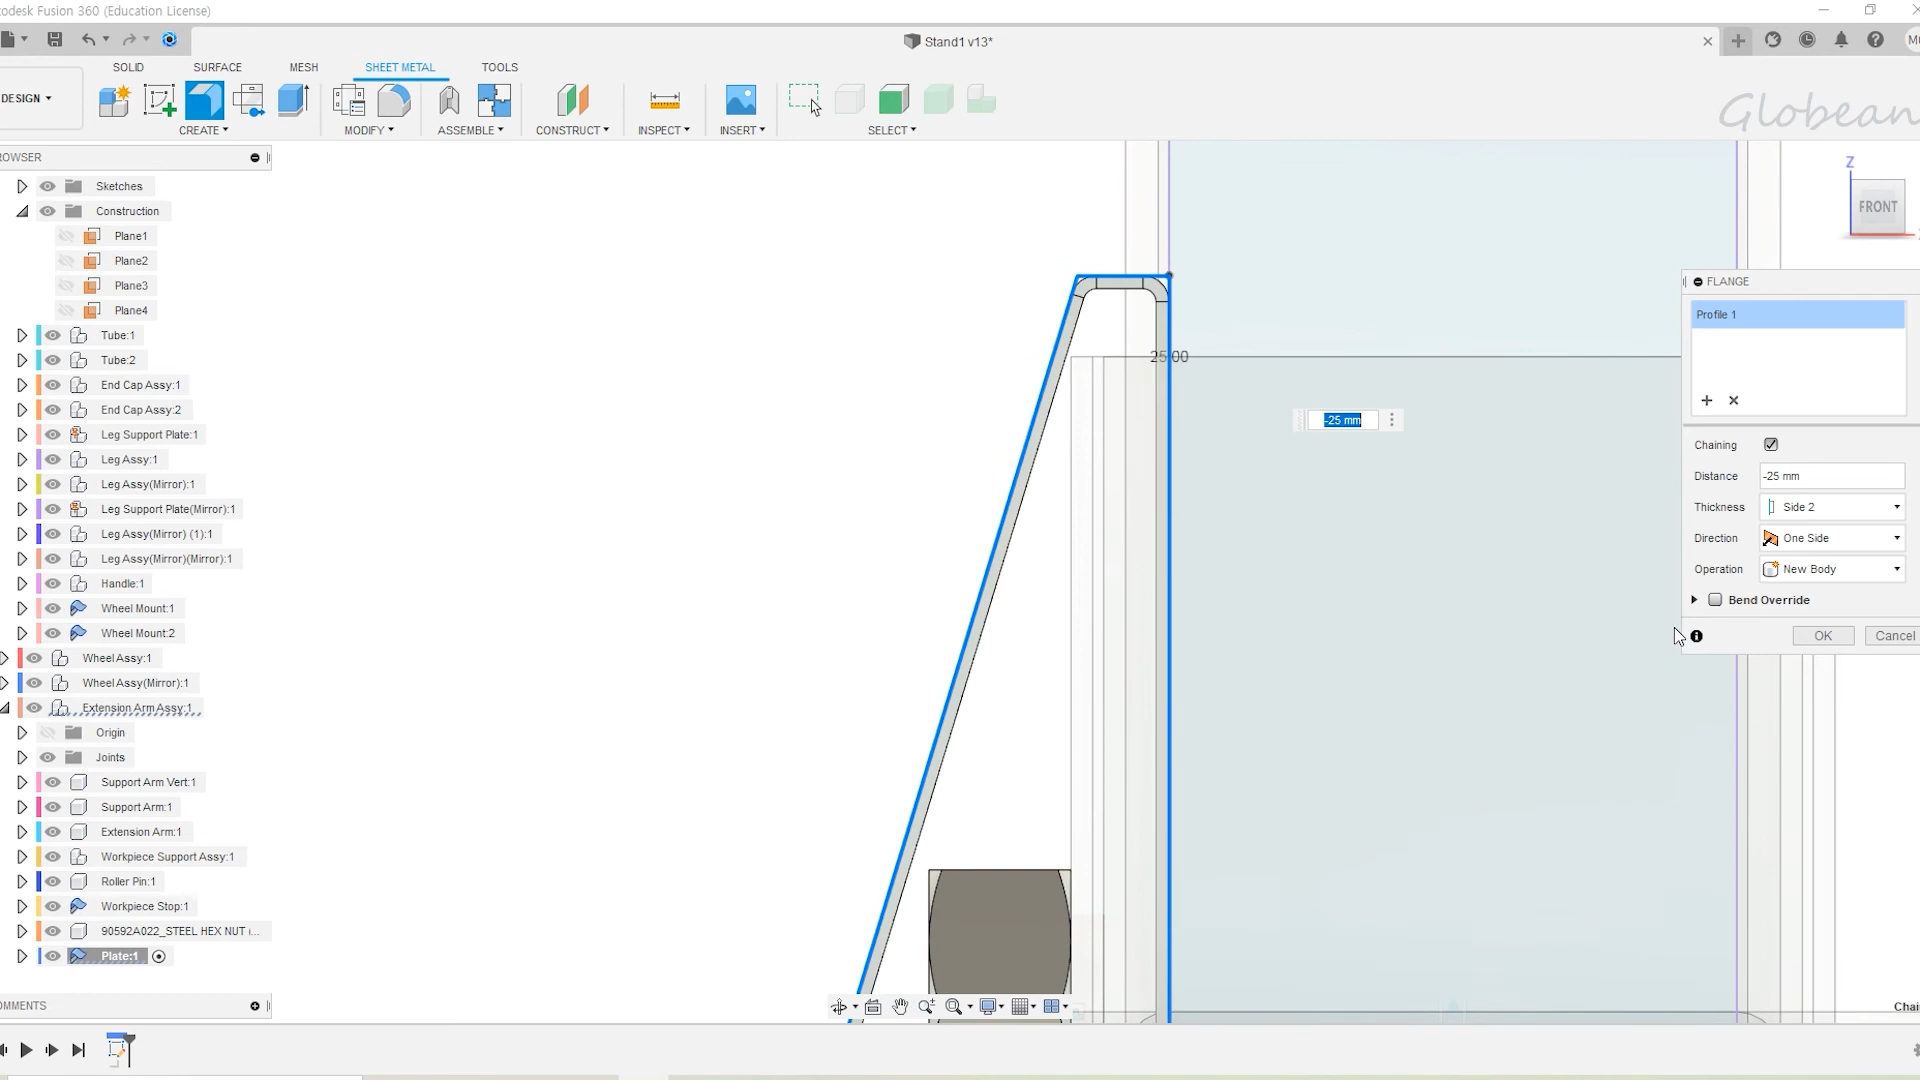 odesk Fusion 360 (Education License)
Stand1 v13*
SOLID SURFACE MESH SHEET METAL TOOLS
DESIGN
CREATE MODIFY ASSEMBLE CONSTRUCT INSPECT INSERT SELECT
Globean
ROWSER
Sketches
Construction
Plane1
Plane2
Plane3
Plane4
Tube:1
Tube:2
End Cap Assy:1
End Cap Assy:2
Leg Support Plate:1
Leg Assy:1
Leg Assy(Mirror):1
Leg Support Plate(Mirror):1
Leg Assy(Mirror) (1):1
Leg Assy(Mirror)(Mirror):1
Handle:1
Wheel Mount:1
Wheel Mount:2
Wheel Assy:1
Wheel Assy(Mirror):1
Extension Arm Assy:1
Origin
Joints
Support Arm Vert:1
Support Arm:1
Extension Arm:1
Workpiece Support Assy:1
Roller Pin:1
Workpiece Stop:1
90592A022_STEEL HEX NUT (...
Plate:1
OMMENTS
25.00
-25 mm
Z
FRONT
FLANGE
Profile 1
Chaining
Distance -25 mm
Thickness Side 2
Direction One Side
Operation New Body
Bend Override
OK Cancel
Chai